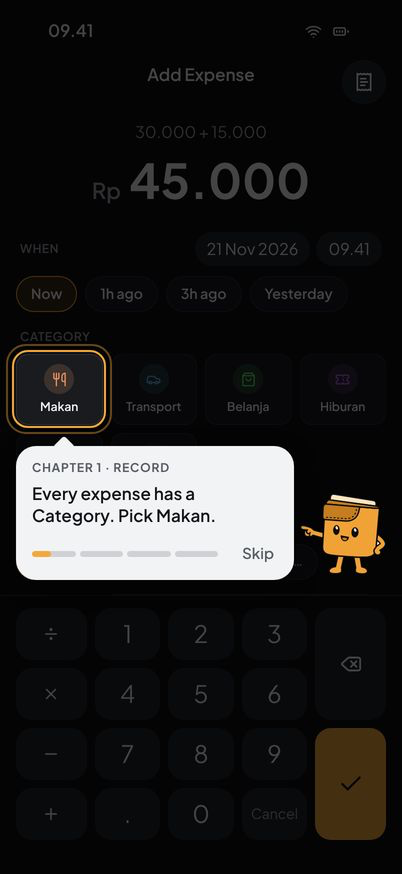 09.41
Add Expense
30.000 + 15.000
Rp 45.000
WHEN
21 Nov 2026
09.41
Now
1h ago
3h ago
Yesterday
CATEGORY
Makan
Transport
Belanja
Hiburan
CHAPTER 1 · RECORD
Every expense has a
Category. Pick Makan.
Skip
÷ 1 2 3
× 4 5 6
− 7 8 9
+ . 0 Cancel